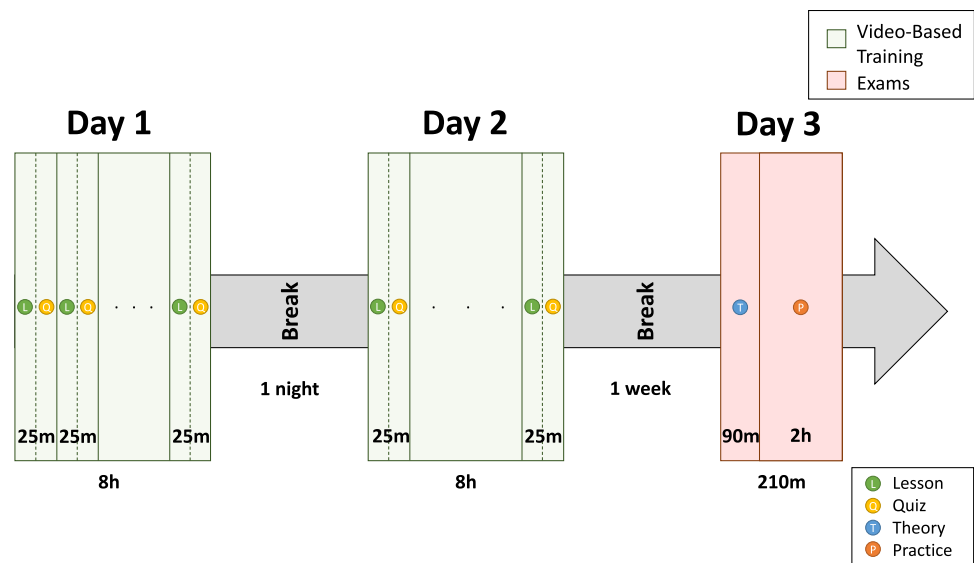 Video-Based
Training
Exams
Day 1
Day 2
Day 3
L Q L Q . . . L Q
Break
L Q . . . L Q
Break
T P
1 night
1 week
25m 25m 25m
25m 25m
90m 2h
8h
8h
210m
L Lesson
Q Quiz
T Theory
P Practice